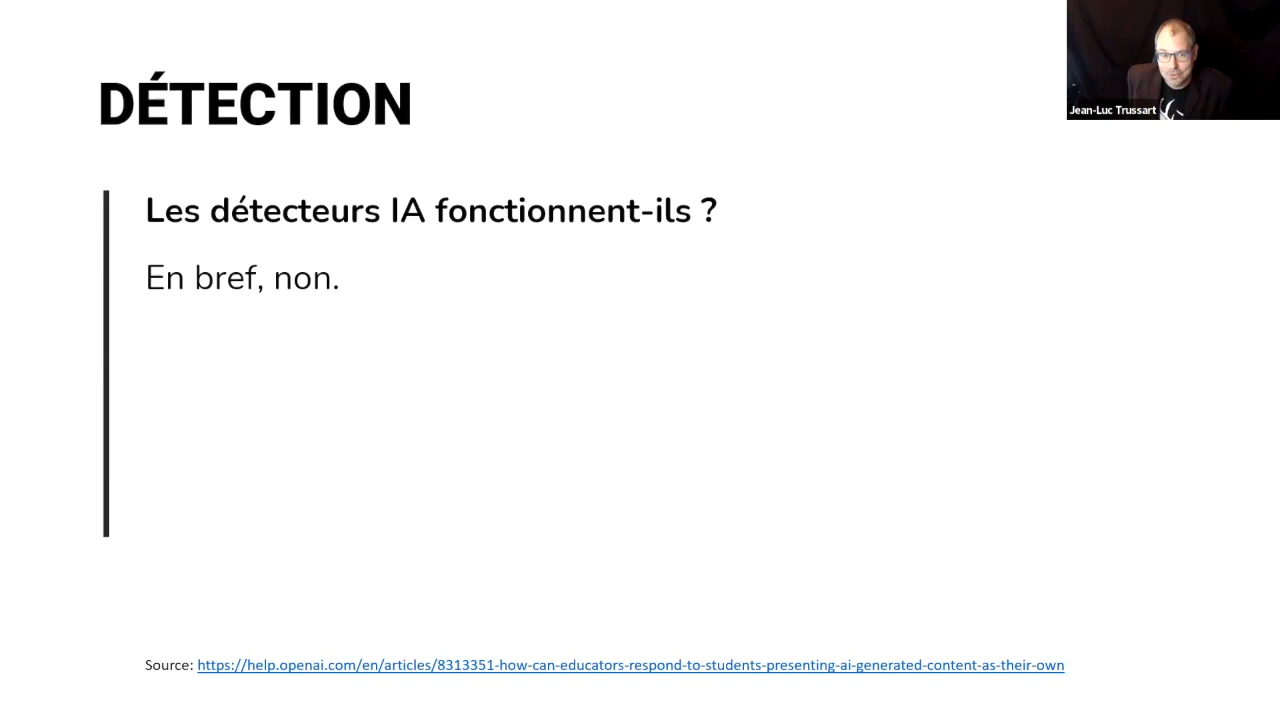 DÉTECTION
Jean-Luc Trussart
Les détecteurs IA fonctionnent-ils ?
En bref, non.
Source: https://help.openai.com/en/articles/8313351-how-can-educators-respond-to-students-presenting-ai-generated-content-as-their-own